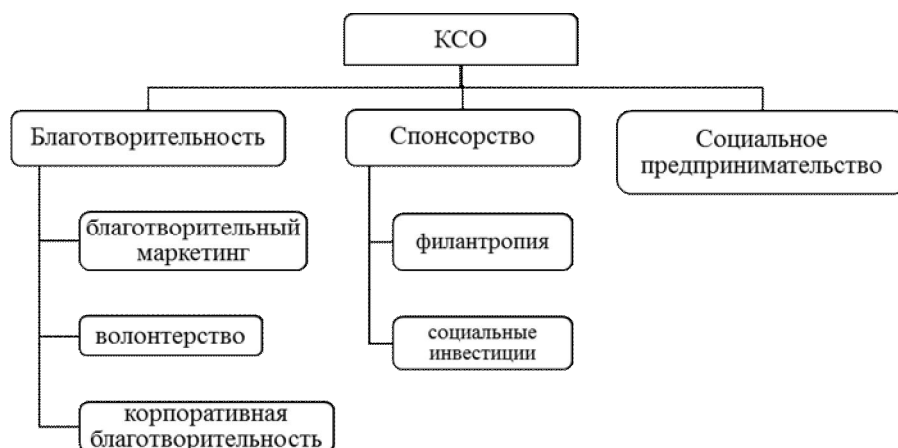 КСО
Благотворительность
Спонсорство
Социальное
предпринимательство
благотворительный
маркетинг
волонтерство
корпоративная
благотворительность
филантропия
социальные
инвестиции